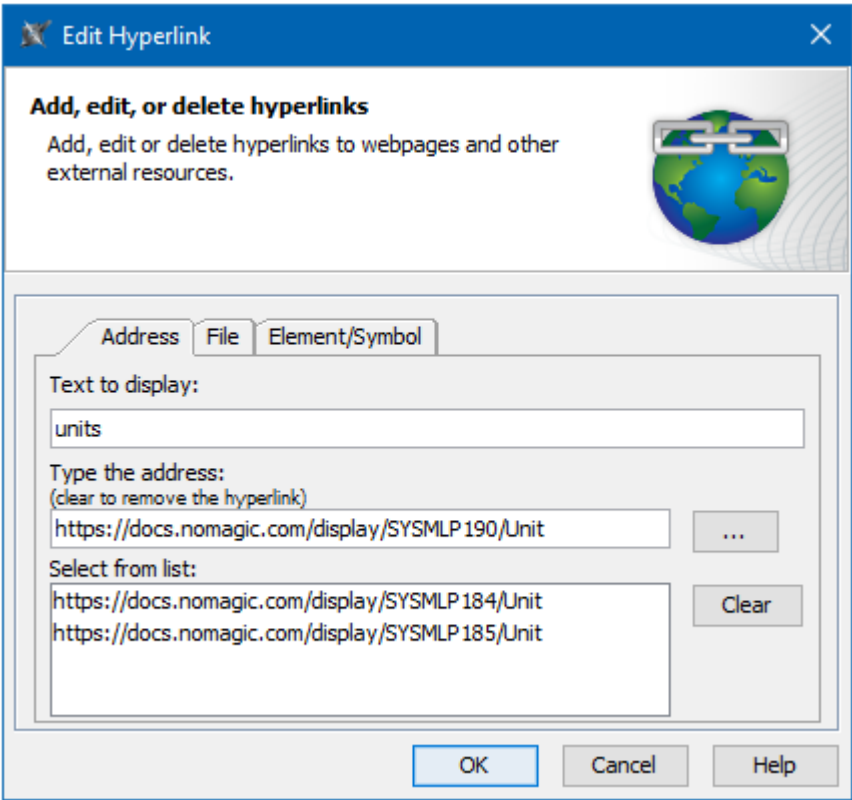 Edit Hyperlink
Add, edit, or delete hyperlinks
Add, edit or delete hyperlinks to webpages and other
external resources.
Address File Element/Symbol
Text to display:
units
Type the address:
(clear to remove the hyperlink)
https://docs.nomagic.com/display/SYSMLP190/Unit ...
Select from list:
https://docs.nomagic.com/display/SYSMLP184/Unit Clear
https://docs.nomagic.com/display/SYSMLP185/Unit
OK Cancel Help